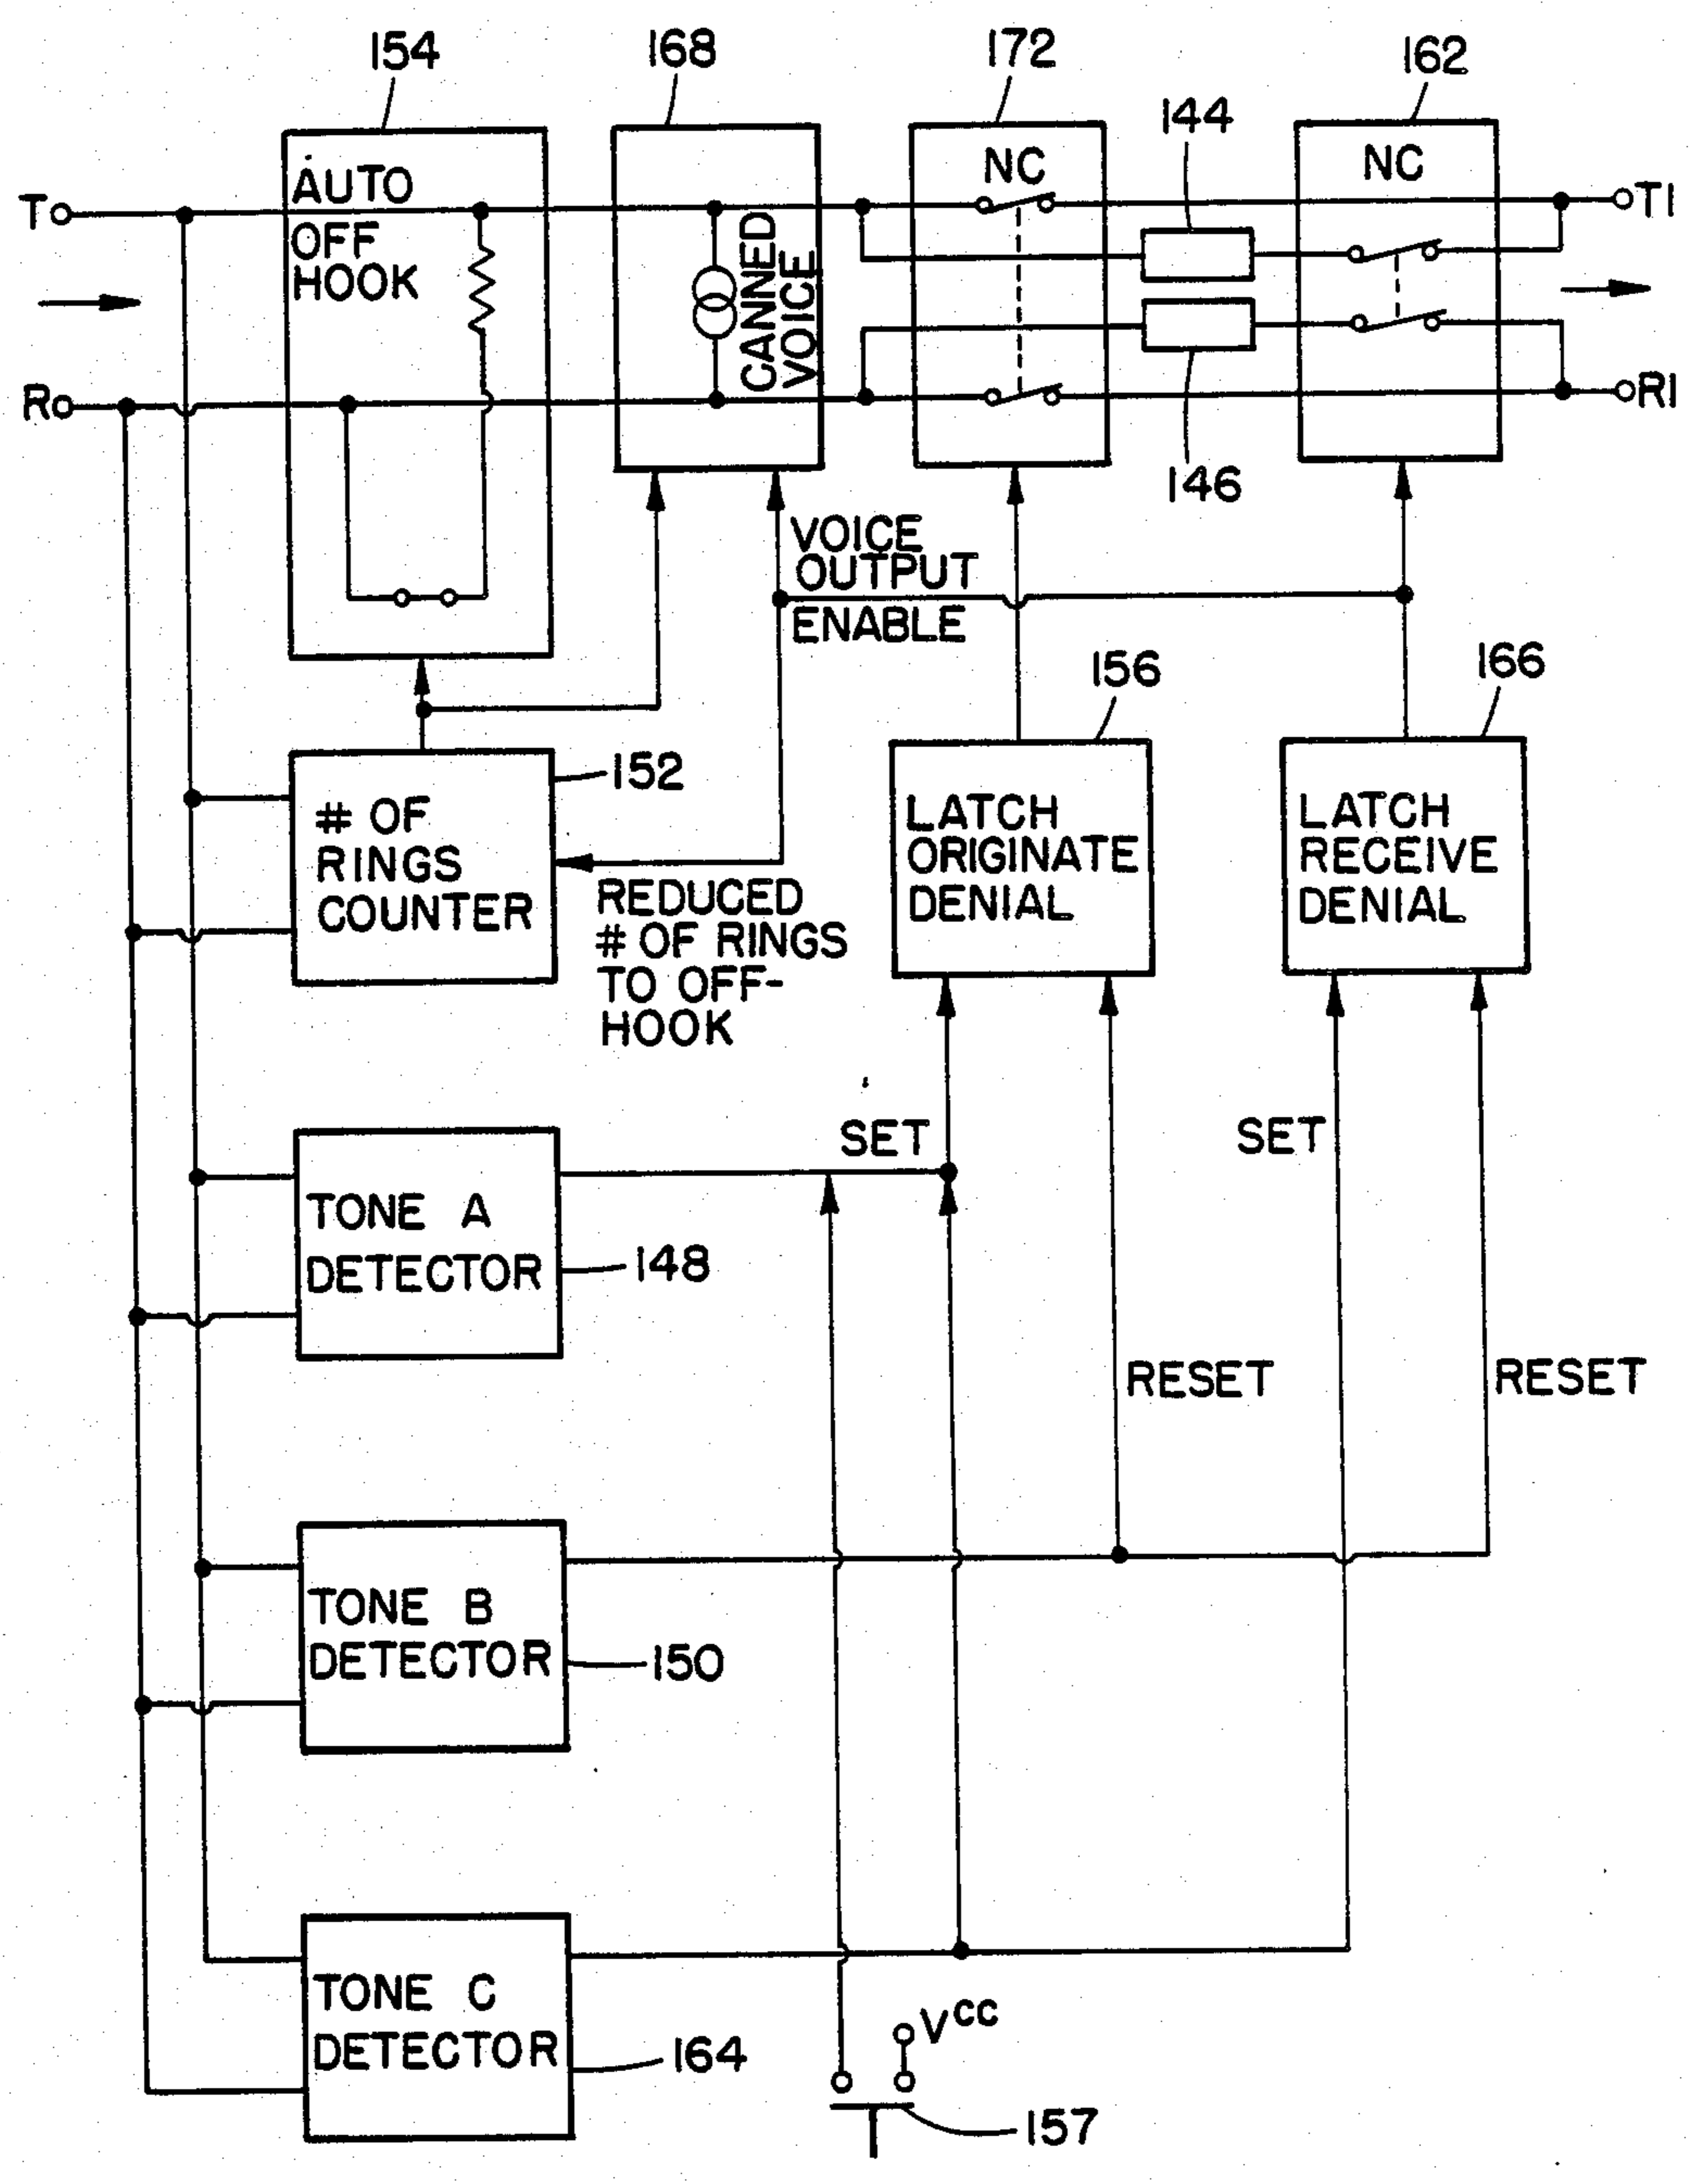 154
168
172
162
144
NC
NC
AUTO
OFF
HOOK
To
T1
CANNED
VOICE
Ro
R1
146
VOICE
OUTPUT
ENABLE
156
166
152
# OF
RINGS
COUNTER
LATCH
ORIGINATE
DENIAL
LATCH
RECEIVE
DENIAL
REDUCED
# OF RINGS
TO OFF-
HOOK
SET
SET
TONE A
DETECTOR
148
RESET
RESET
TONE B
DETECTOR
150
TONE C
DETECTOR
164
VCC
157